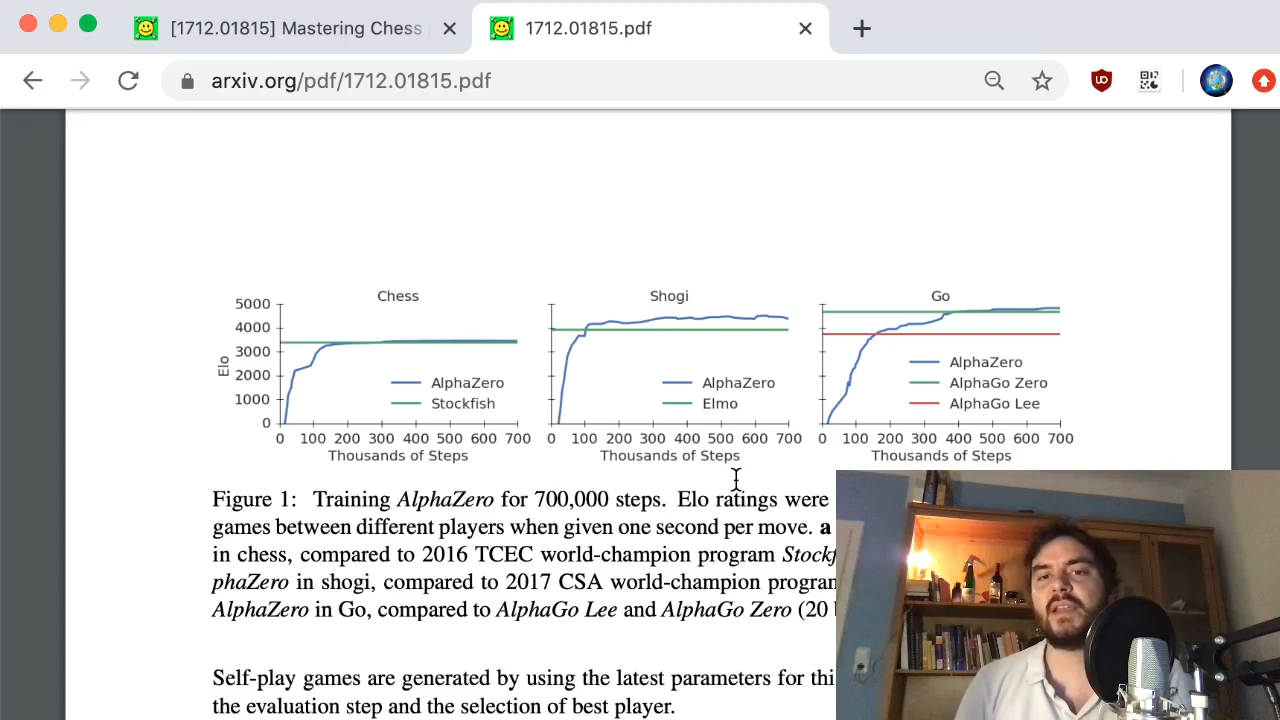 [1712.01815] Mastering Chess
1712.01815.pdf
arxiv.org/pdf/1712.01815.pdf
Chess
Shogi
Go
5000
4000
3000
2000
1000
0
Elo
AlphaZero
Stockfish
AlphaZero
Elmo
AlphaZero
AlphaGo Zero
AlphaGo Lee
0 100 200 300 400 500 600 700
0 100 200 300 400 500 600 700
0 100 200 300 400 500 600 700
Thousands of Steps
Thousands of Steps
Thousands of Steps
Figure 1: Training AlphaZero for 700,000 steps. Elo ratings were
games between different players when given one second per move. a
in chess, compared to 2016 TCEC world-champion program Stockf
phaZero in shogi, compared to 2017 CSA world-champion program
AlphaZero in Go, compared to AlphaGo Lee and AlphaGo Zero (20
Self-play games are generated by using the latest parameters for thi
the evaluation step and the selection of best player.